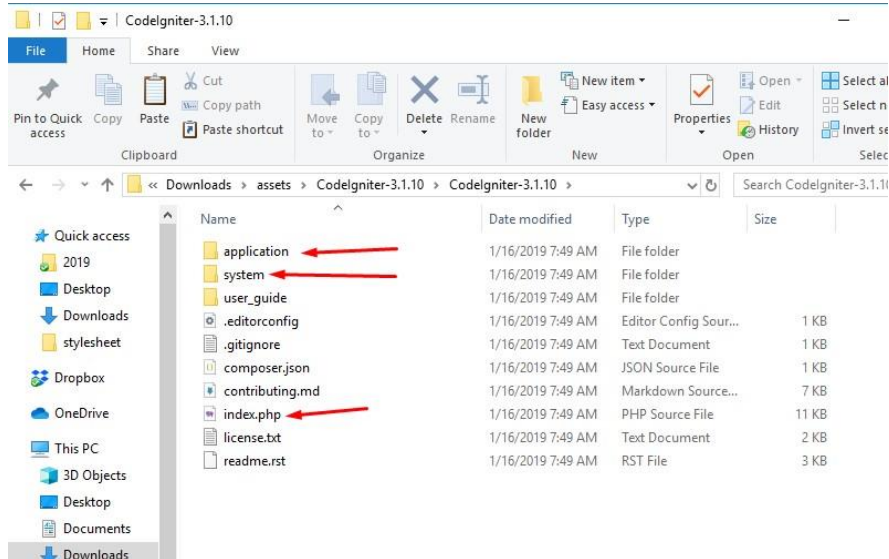 CodeIgniter-3.1.10
File Home Share View
Pin to Quick access
Copy
Paste
Cut
Copy path
Paste shortcut
Move to
Copy to
Delete
Rename
New folder
New item
Easy access
Properties
Open
Edit
History
Select al
Select n
Invert se
Clipboard Organize New Open Selec
« Downloads > assets > CodeIgniter-3.1.10 > CodeIgniter-3.1.10 > Search CodeIgniter-3.1.10
Name Date modified Type Size
application 1/16/2019 7:49 AM File folder
system 1/16/2019 7:49 AM File folder
user_guide 1/16/2019 7:49 AM File folder
.editorconfig 1/16/2019 7:49 AM Editor Config Sour... 1 KB
.gitignore 1/16/2019 7:49 AM Text Document 1 KB
composer.json 1/16/2019 7:49 AM JSON Source File 1 KB
contributing.md 1/16/2019 7:49 AM Markdown Source... 7 KB
index.php 1/16/2019 7:49 AM PHP Source File 11 KB
license.txt 1/16/2019 7:49 AM Text Document 2 KB
readme.rst 1/16/2019 7:49 AM RST File 3 KB
Quick access
2019
Desktop
Downloads
stylesheet
Dropbox
OneDrive
This PC
3D Objects
Desktop
Documents
Downloads